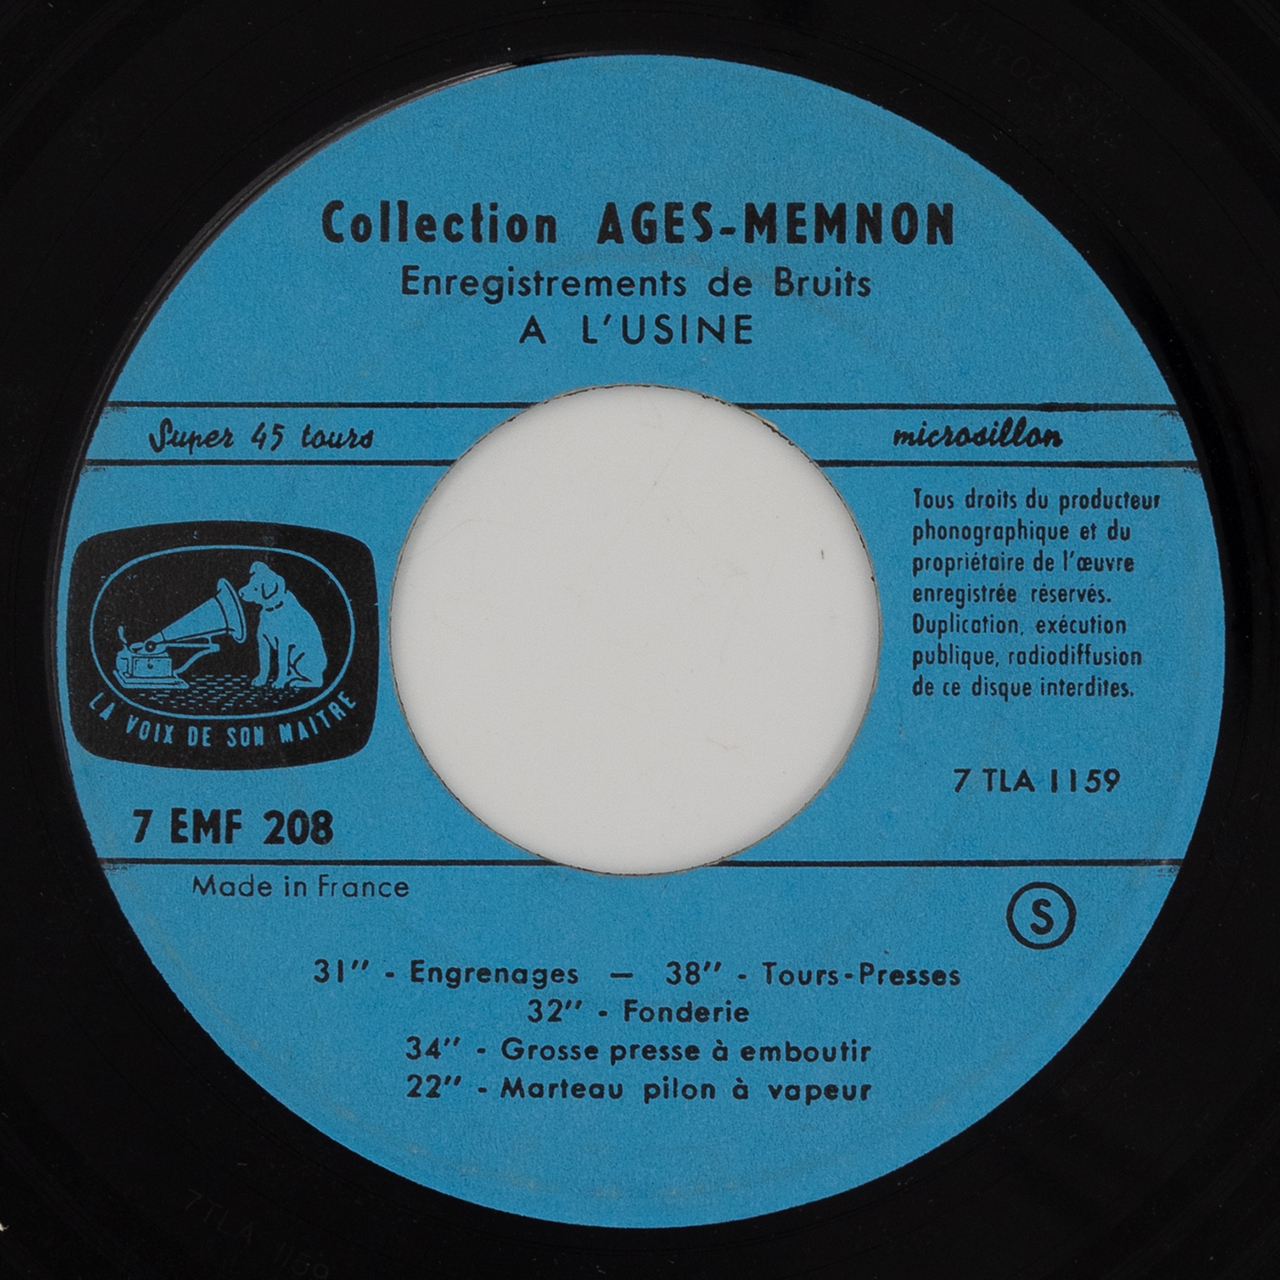 Collection AGES-MEMNON
Enregistrements de Bruits
A L'USINE
Super 45 tours
microsillon
Tous droits du producteur
phonographique et du
propriétaire de l'œuvre
enregistrée réservés.
Duplication, exécution
publique, radiodiffusion
de ce disque interdites.
LA VOIX DE SON MAITRE
7 TLA 1159
7 EMF 208
Made in France
S
31" - Engrenages — 38" - Tours-Presses
32" - Fonderie
34" - Grosse presse à emboutir
22" - Marteau pilon à vapeur
7TLA 1159